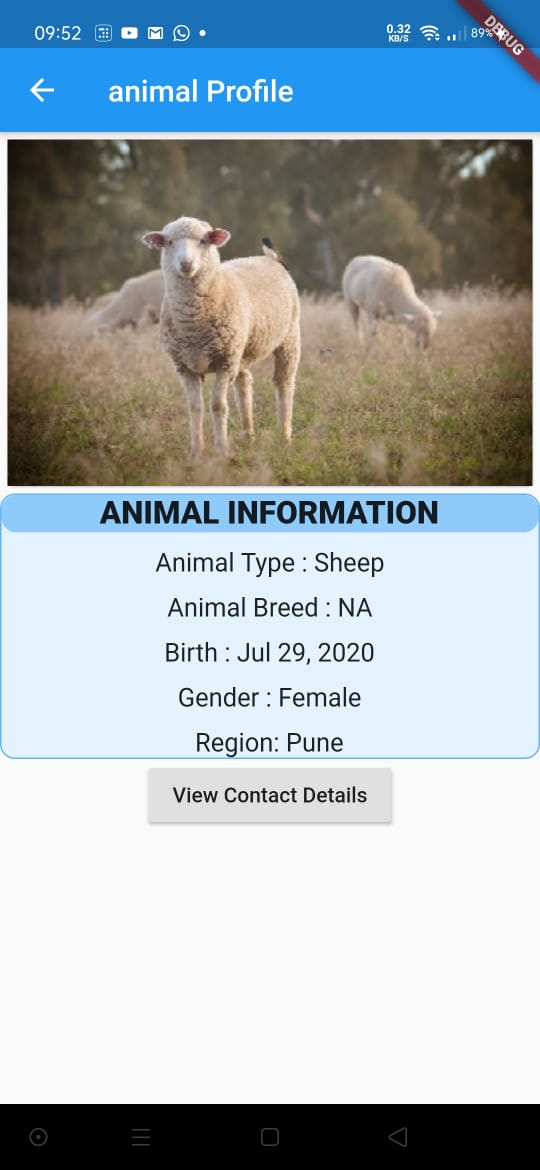 09:52
0.32
KB/S
89%
DEBUG
animal Profile
ANIMAL INFORMATION
Animal Type : Sheep
Animal Breed : NA
Birth : Jul 29, 2020
Gender : Female
Region: Pune
View Contact Details